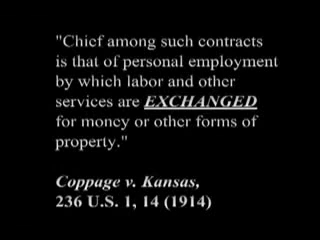 "Chief among such contracts
is that of personal employment
by which labor and other
services are EXCHANGED
for money or other forms of
property."
Coppage v. Kansas,
236 U.S. 1, 14 (1914)